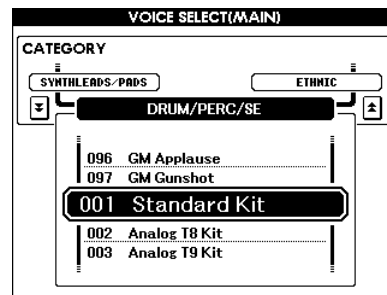 VOICE SELECT(MAIN)
CATEGORY
SYNTHLEADS/PADS ETHNIC
DRUM/PERC/SE
096 GM Applause
097 GM Gunshot
001 Standard Kit
002 Analog T8 Kit
003 Analog T9 Kit